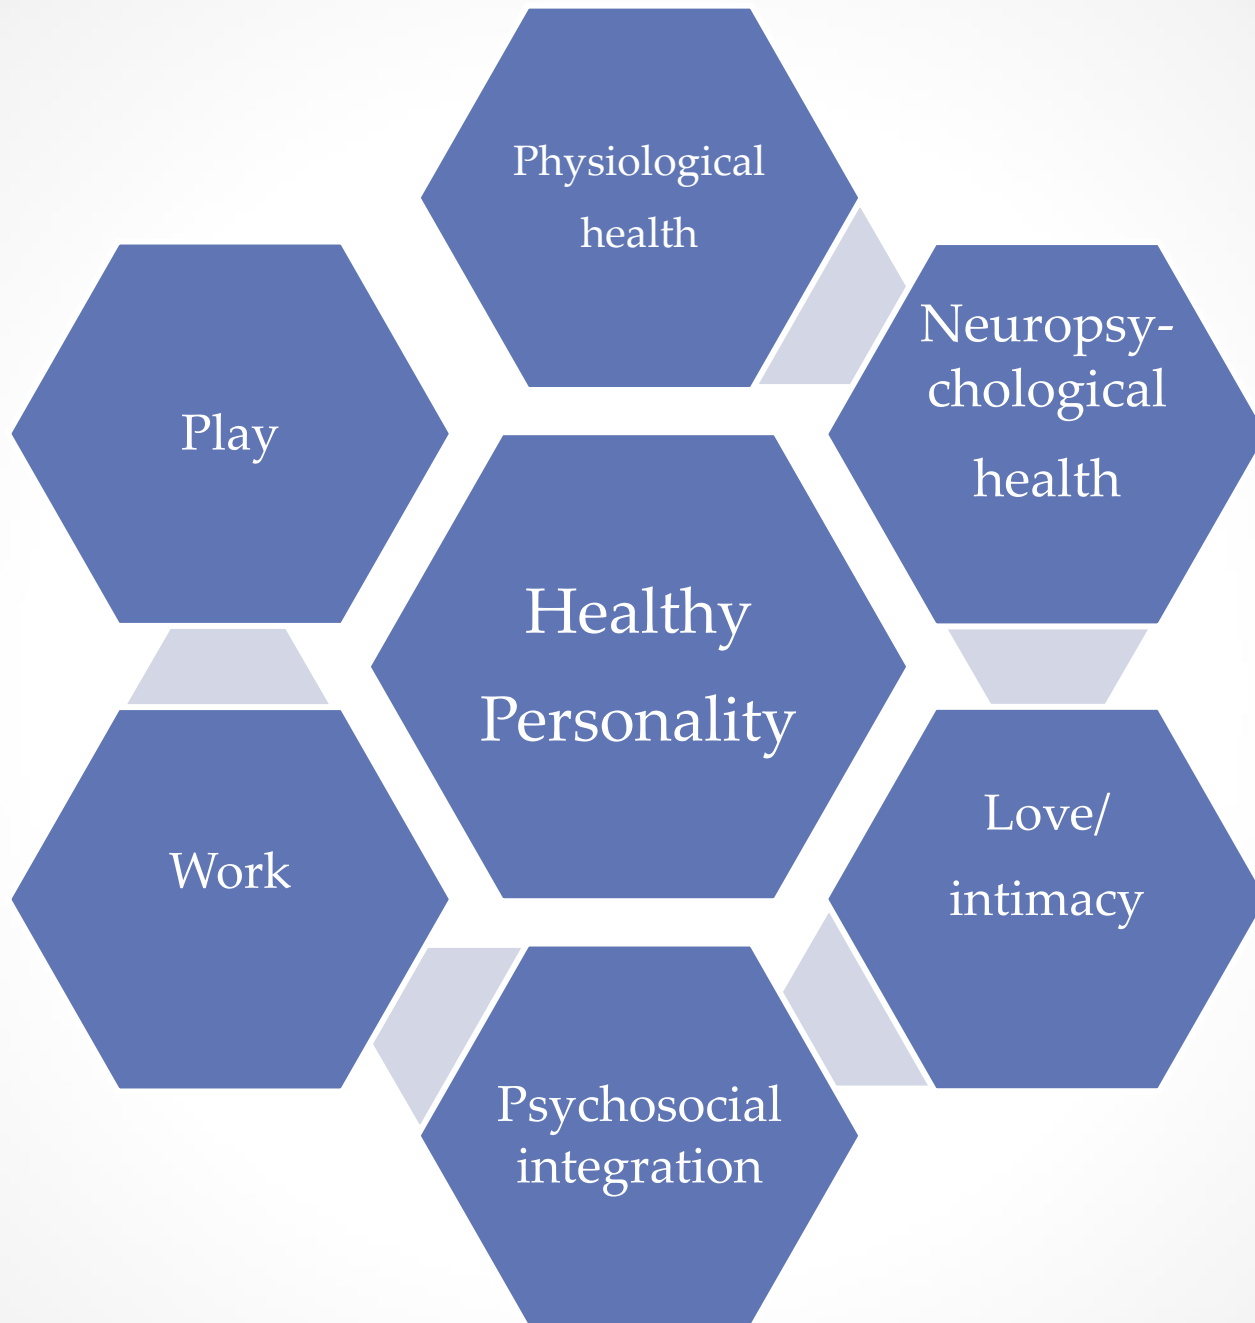 Physiological
health
Neuropsy-
chological
health
Play
Healthy
Personality
Love/
intimacy
Work
Psychosocial
integration